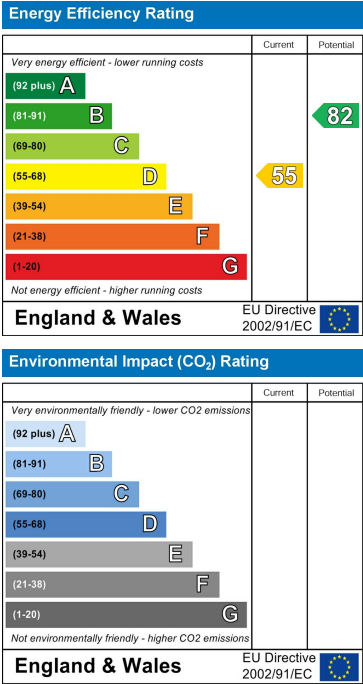 Energy Efficiency Rating
Current Potential
Very energy efficient - lower running costs
(92 plus) A
(81-91) B
82
(69-80) C
(55-68) D
55
(39-54) E
(21-38) F
(1-20) G
Not energy efficient - higher running costs
England & Wales
EU Directive
2002/91/EC
Environmental Impact (CO₂) Rating
Current Potential
Very environmentally friendly - lower CO2 emissions
(92 plus) A
(81-91) B
(69-80) C
(55-68) D
(39-54) E
(21-38) F
(1-20) G
Not environmentally friendly - higher CO2 emissions
England & Wales
EU Directive
2002/91/EC